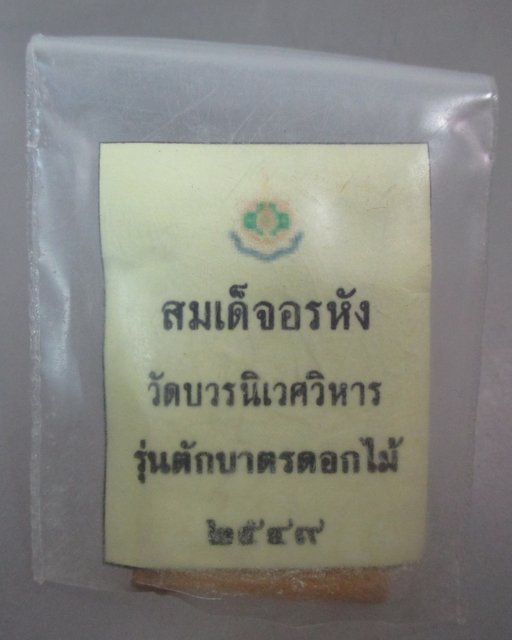 สมเด็จอรหัง
วัดบวรนิเวศวิหาร
รุ่นตักบาตรดอกไม้
๒๕๔๙